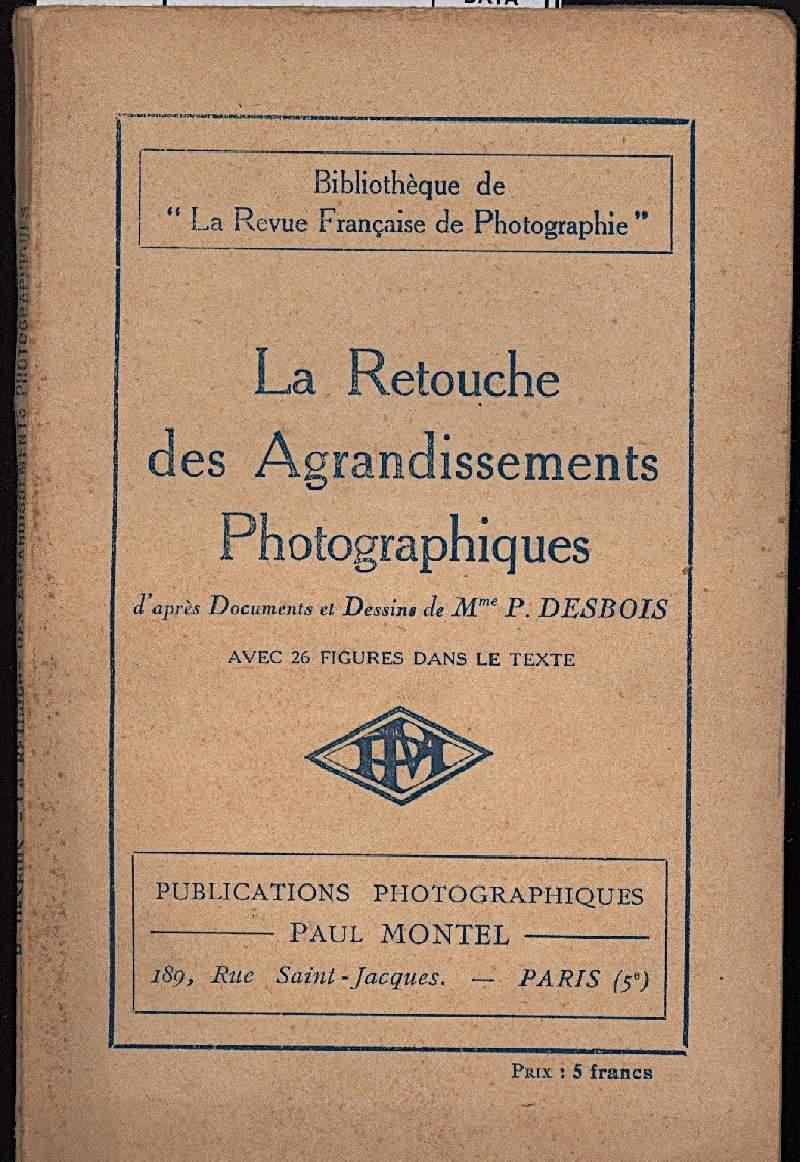 DATA
Bibliothèque de
“ La Revue Française de Photographie ”
La Retouche
des Agrandissements
Photographiques
d'après Documents et Dessins de Mme P. DESBOIS
AVEC 26 FIGURES DANS LE TEXTE
PM
PUBLICATIONS PHOTOGRAPHIQUES
PAUL MONTEL
189, Rue Saint-Jacques. — PARIS (5e)
PRIX : 5 francs